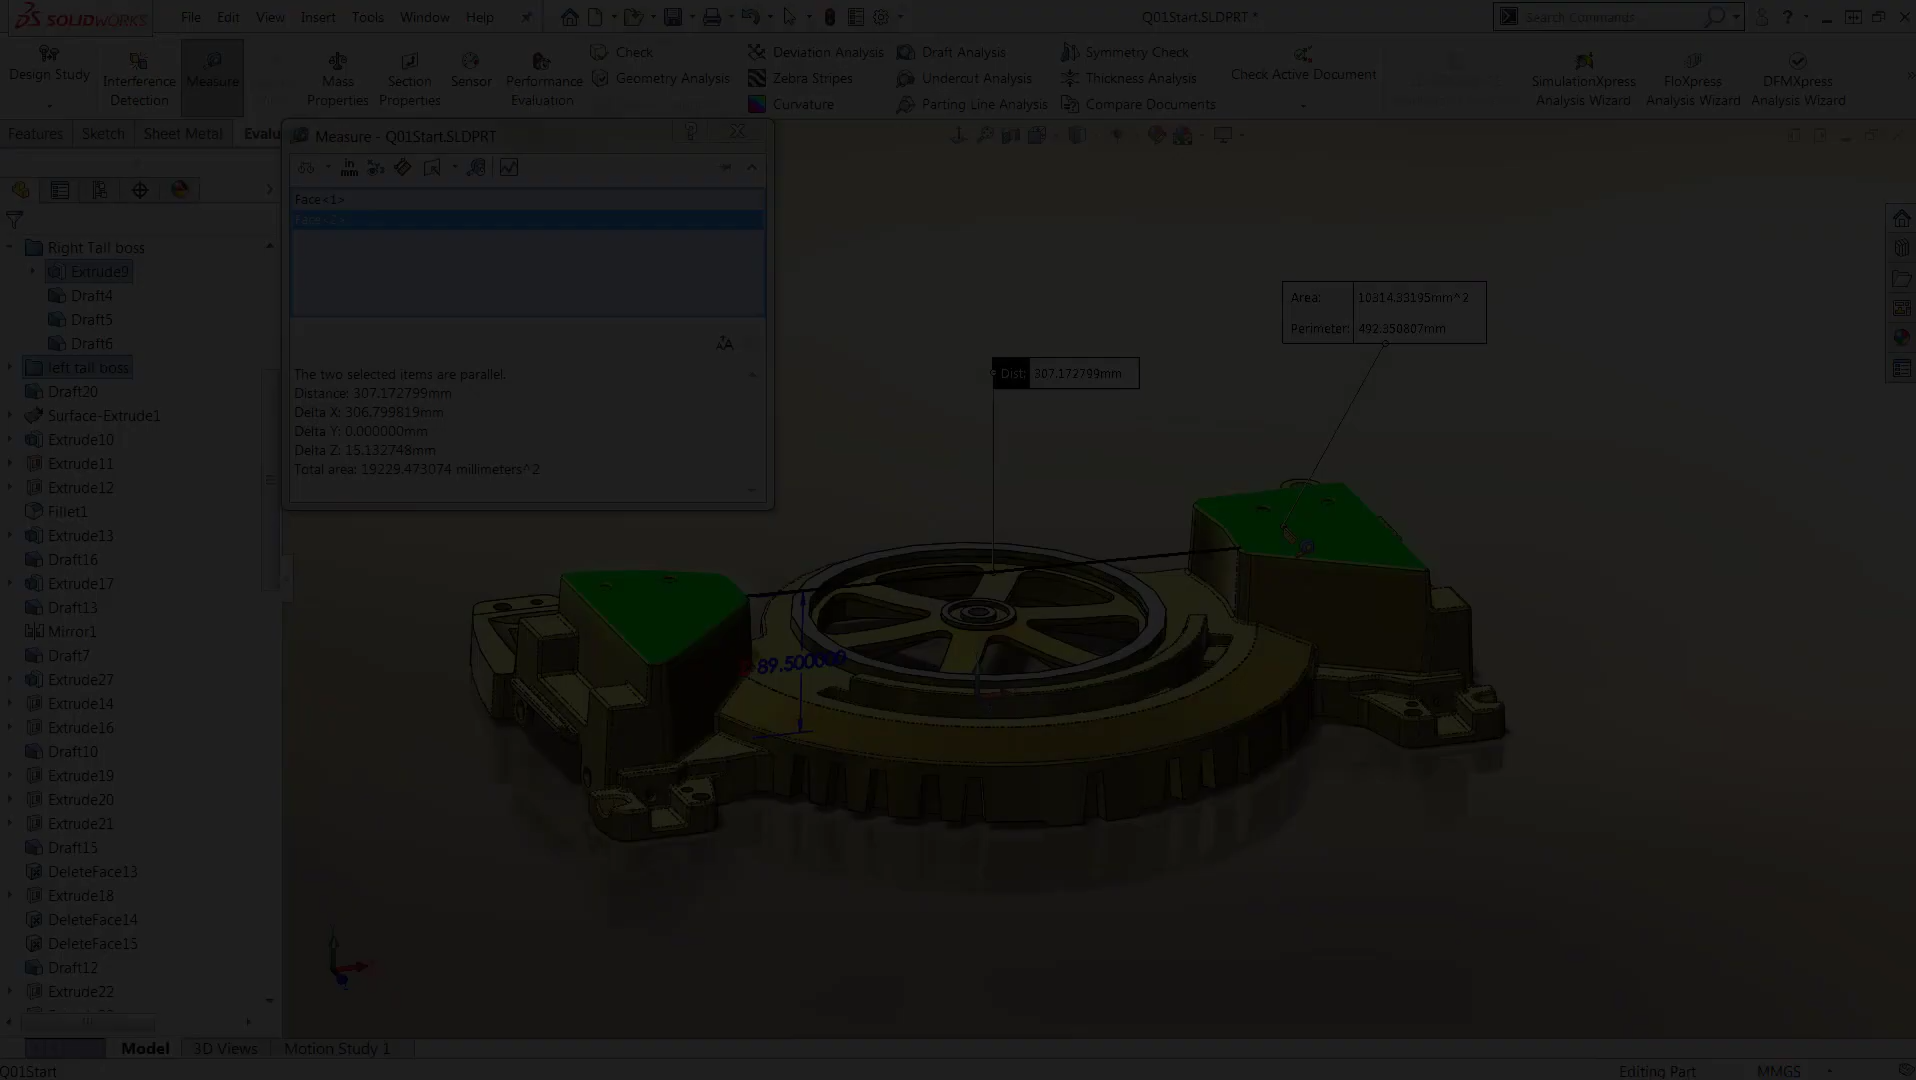 SOLIDWORKS
File Edit View Insert Tools Window Help
Q01Start.SLDPRT *
Search Commands
Design Study
Interference Detection
Measure
Mass Properties
Section Properties
Sensor
Performance Evaluation
Check
Geometry Analysis
Deviation Analysis
Zebra Stripes
Curvature
Draft Analysis
Undercut Analysis
Parting Line Analysis
Symmetry Check
Thickness Analysis
Compare Documents
Check Active Document
SimulationXpress Analysis Wizard
FloXpress Analysis Wizard
DFMXpress Analysis Wizard
Features Sketch Sheet Metal Evalu
Measure - Q01Start.SLDPRT
in
mm
Face<1>
The two selected items are parallel.
Distance: 307.172799mm
Delta X: 306.799819mm
Delta Y: 0.000000mm
Delta Z: 15.132748mm
Total area: 19229.473074 millimeters^2
Right Tall boss
Extrude9
Draft4
Draft5
Draft6
left tall boss
Draft20
Surface-Extrude1
Extrude10
Extrude11
Extrude12
Fillet1
Extrude13
Draft16
Extrude17
Draft13
Mirror1
Draft7
Extrude27
Extrude14
Extrude16
Draft10
Extrude19
Extrude20
Extrude21
Draft15
DeleteFace13
Extrude18
DeleteFace14
DeleteFace15
Draft12
Extrude22
Area: 10314.33195mm^2
Perimeter: 492.350807mm
Dist: 307.172799mm
89.500000
Model 3D Views Motion Study 1
Q01Start
Editing Part MMGS